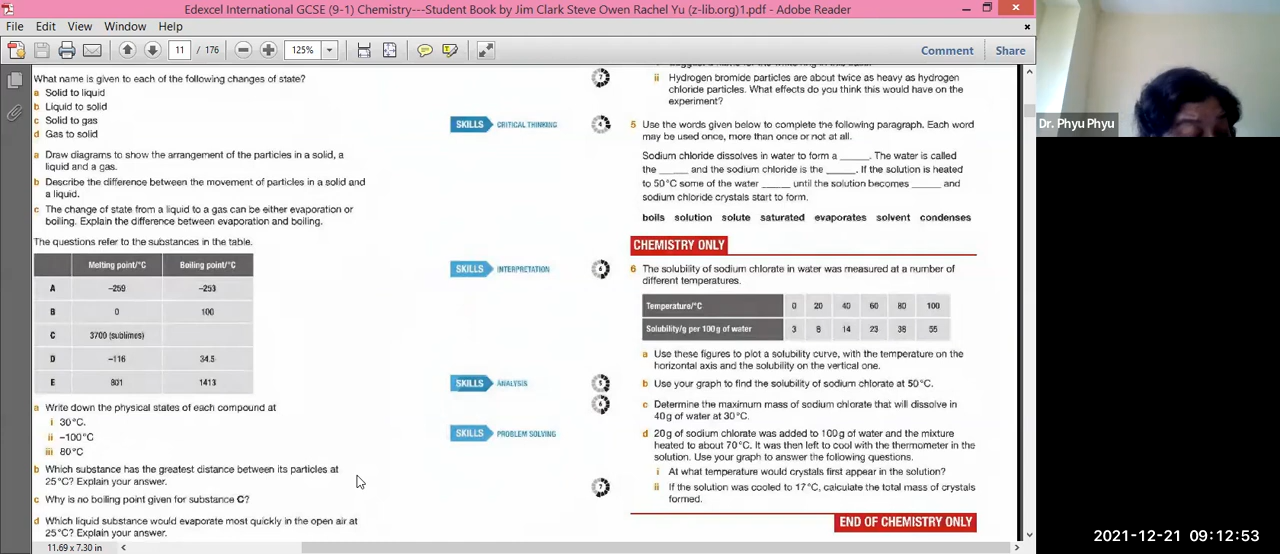 Edexcel International GCSE (9-1) Chemistry---Student Book by Jim Clark Steve Owen Rachel Yu (z-lib.org)1.pdf - Adobe Reader
File Edit View Window Help
11 / 176
125%
Comment Share
What name is given to each of the following changes of state?
a Solid to liquid
b Liquid to solid
c Solid to gas
d Gas to solid
a Draw diagrams to show the arrangement of the particles in a solid, a
liquid and a gas.
b Describe the difference between the movement of particles in a solid and
a liquid.
c The change of state from a liquid to a gas can be either evaporation or
boiling. Explain the difference between evaporation and boiling.
The questions refer to the substances in the table.
Melting point/°C Boiling point/°C
A −259 −253
B 0 100
C 3700 (sublimes)
D −116 34.5
E 801 1413
a Write down the physical states of each compound at
i 30°C.
ii −100°C
iii 80°C
b Which substance has the greatest distance between its particles at
25°C? Explain your answer.
c Why is no boiling point given for substance C?
d Which liquid substance would evaporate most quickly in the open air at
25°C? Explain your answer.
11.69 x 7.30 in
7
ii Hydrogen bromide particles are about twice as heavy as hydrogen
chloride particles. What effects do you think this would have on the
experiment?
SKILLS CRITICAL THINKING
4
5 Use the words given below to complete the following paragraph. Each word
may be used once, more than once or not at all.
Sodium chloride dissolves in water to form a ______. The water is called
the ______ and the sodium chloride is the ______. If the solution is heated
to 50°C some of the water ______ until the solution becomes ______ and
sodium chloride crystals start to form.
boils solution solute saturated evaporates solvent condenses
CHEMISTRY ONLY
SKILLS INTERPRETATION
6
6 The solubility of sodium chlorate in water was measured at a number of
different temperatures.
Temperature/°C 0 20 40 60 80 100
Solubility/g per 100g of water 3 8 14 23 38 55
a Use these figures to plot a solubility curve, with the temperature on the
horizontal axis and the solubility on the vertical one.
SKILLS ANALYSIS
5
b Use your graph to find the solubility of sodium chlorate at 50°C.
6
c Determine the maximum mass of sodium chlorate that will dissolve in
40g of water at 30°C.
SKILLS PROBLEM SOLVING
d 20g of sodium chlorate was added to 100g of water and the mixture
heated to about 70°C. It was then left to cool with the thermometer in the
solution. Use your graph to answer the following questions.
i At what temperature would crystals first appear in the solution?
7
ii If the solution was cooled to 17°C, calculate the total mass of crystals
formed.
END OF CHEMISTRY ONLY
Dr. Phyu Phyu
2021-12-21 09:12:53